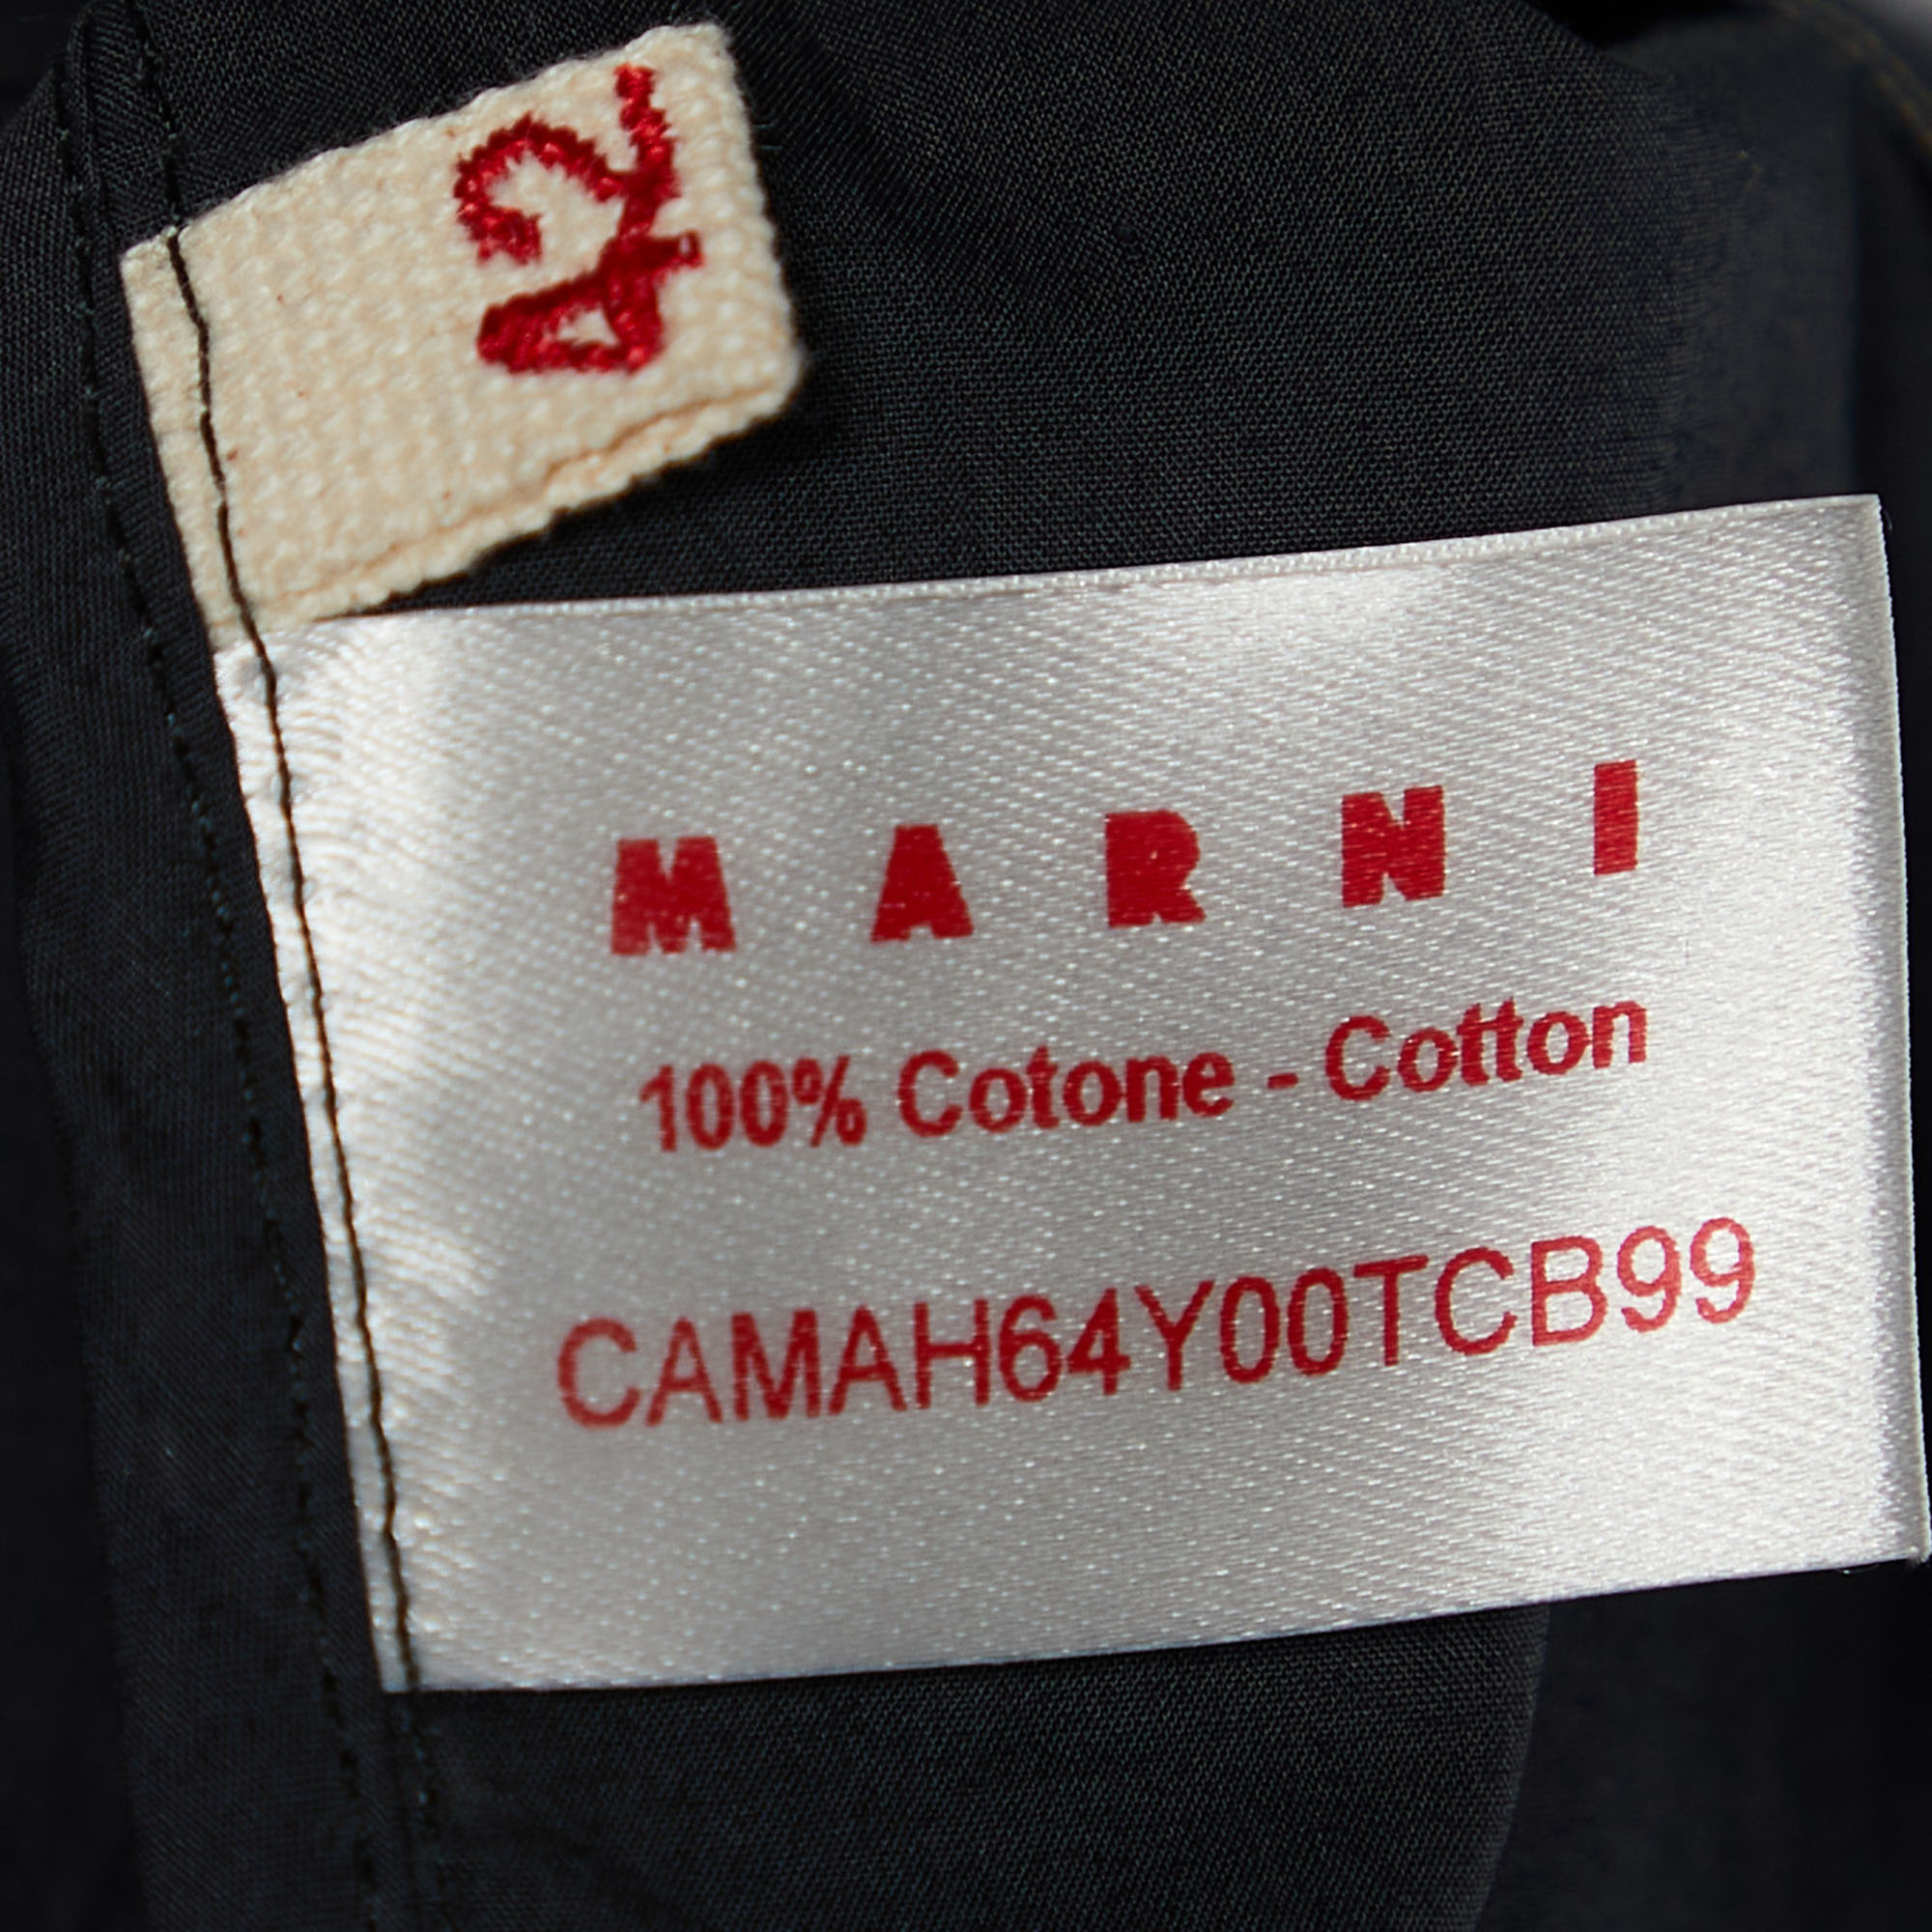 42
MARNI
100% Cotone - Cotton
CAMAH64Y00TCB99